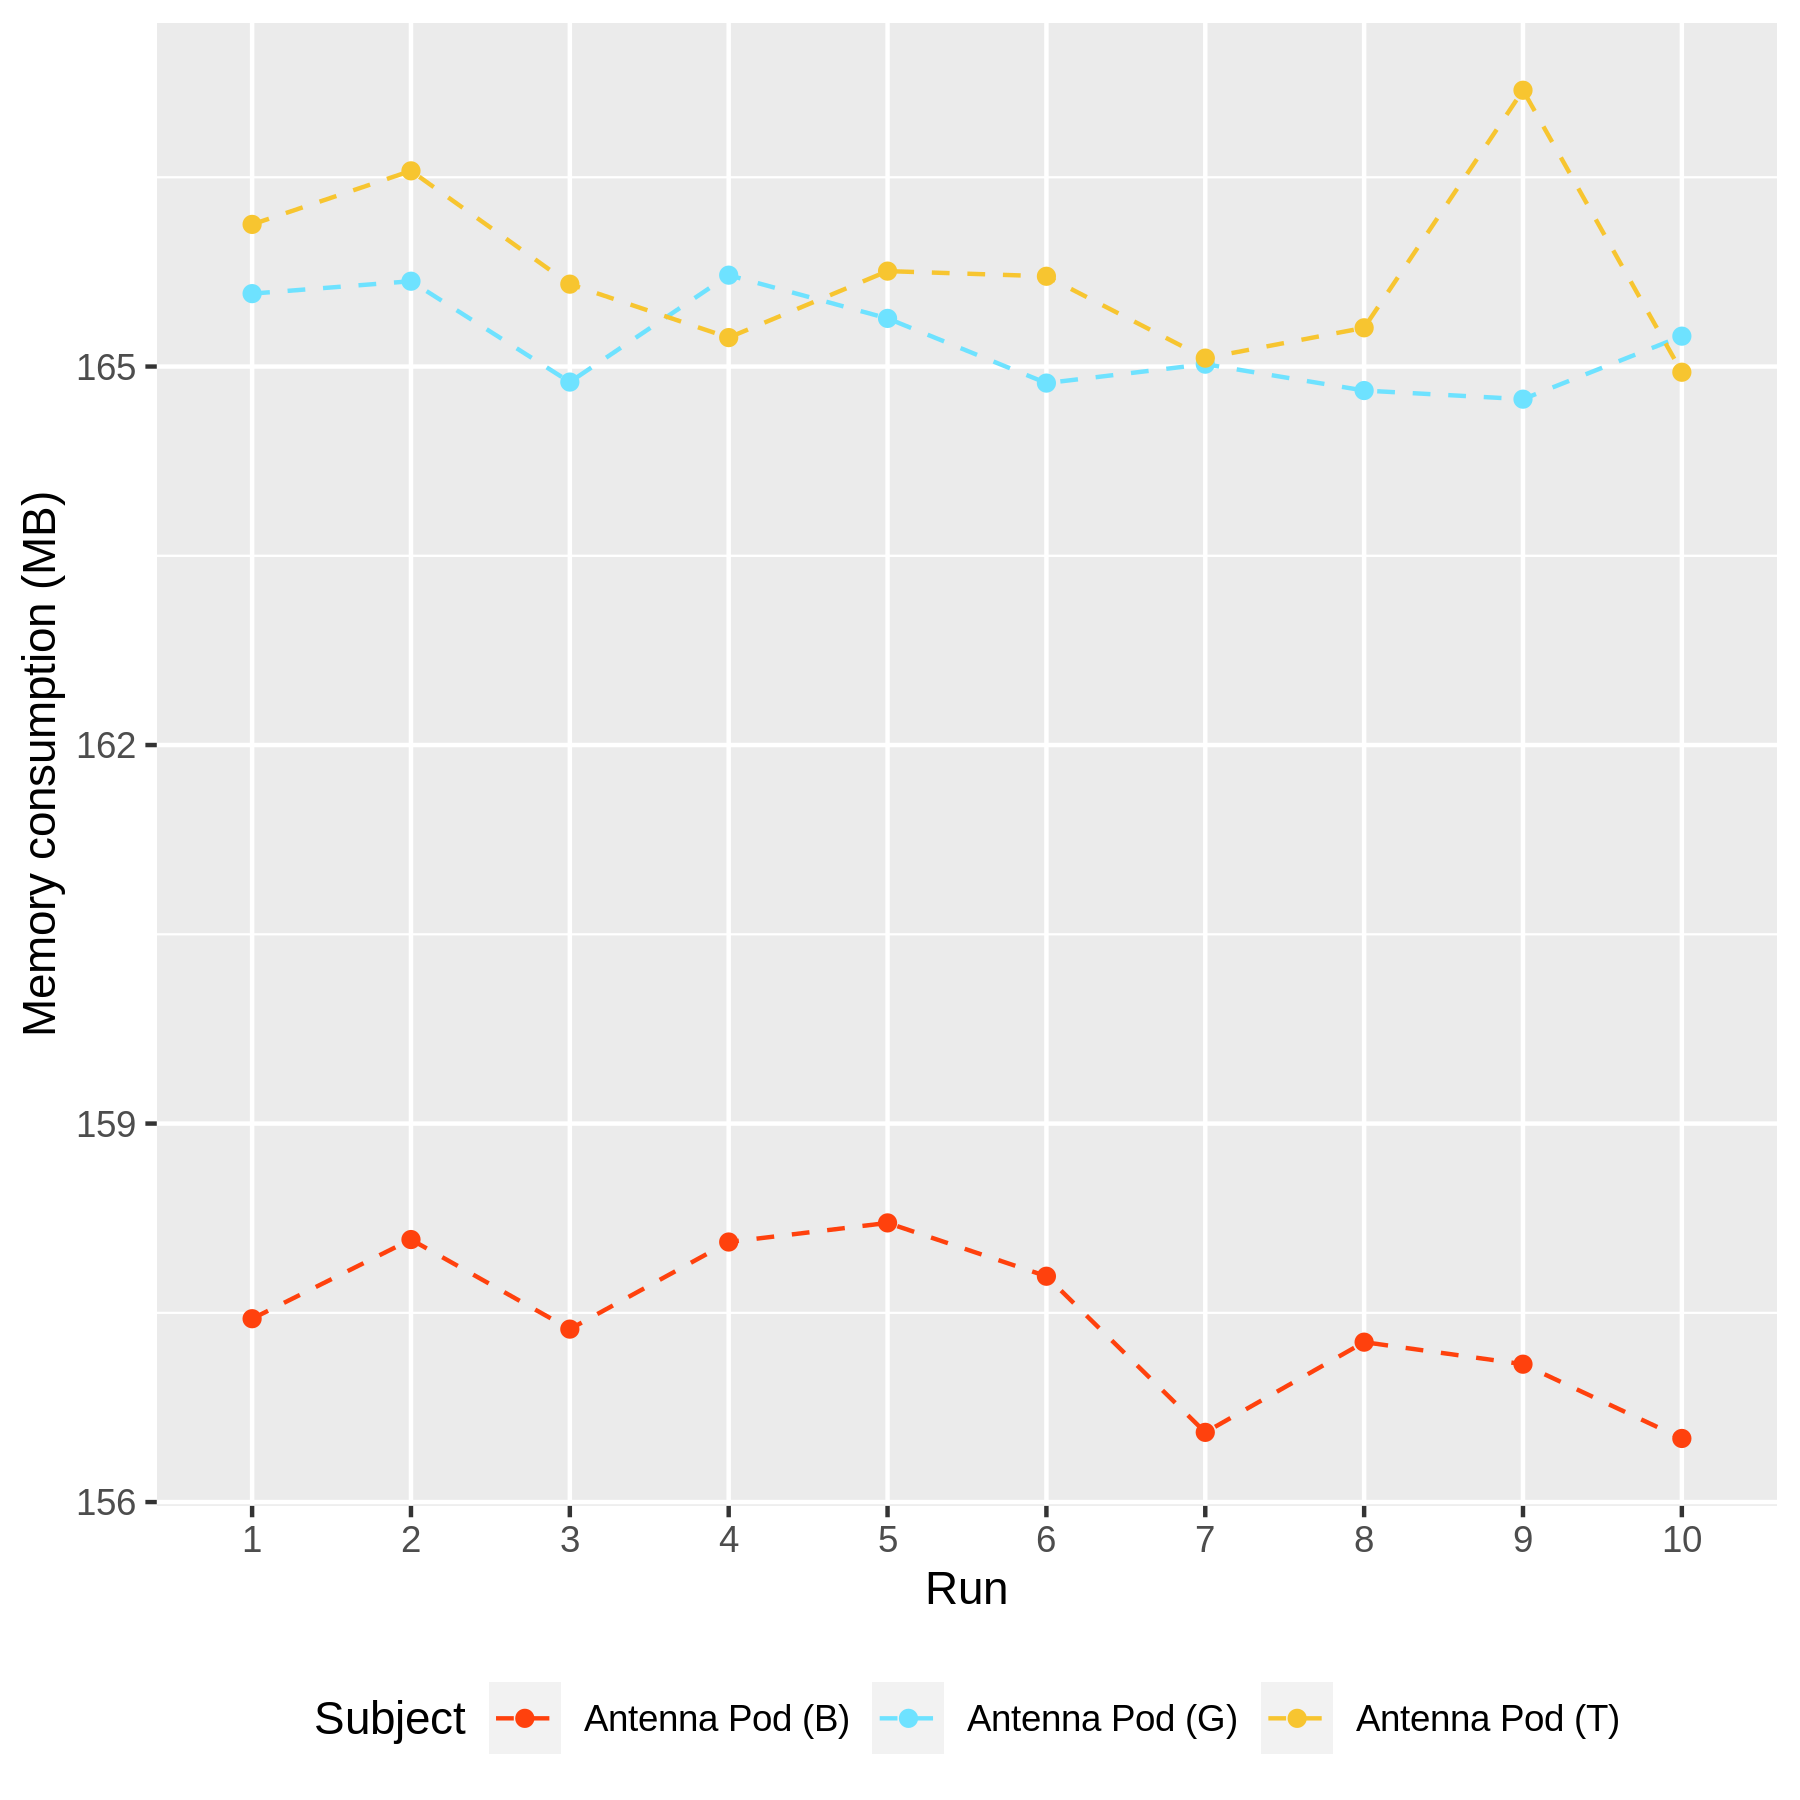 Memory consumption (MB)
165
162
159
156
1 2 3 4 5 6 7 8 9 10
Run
Subject Antenna Pod (B) Antenna Pod (G) Antenna Pod (T)